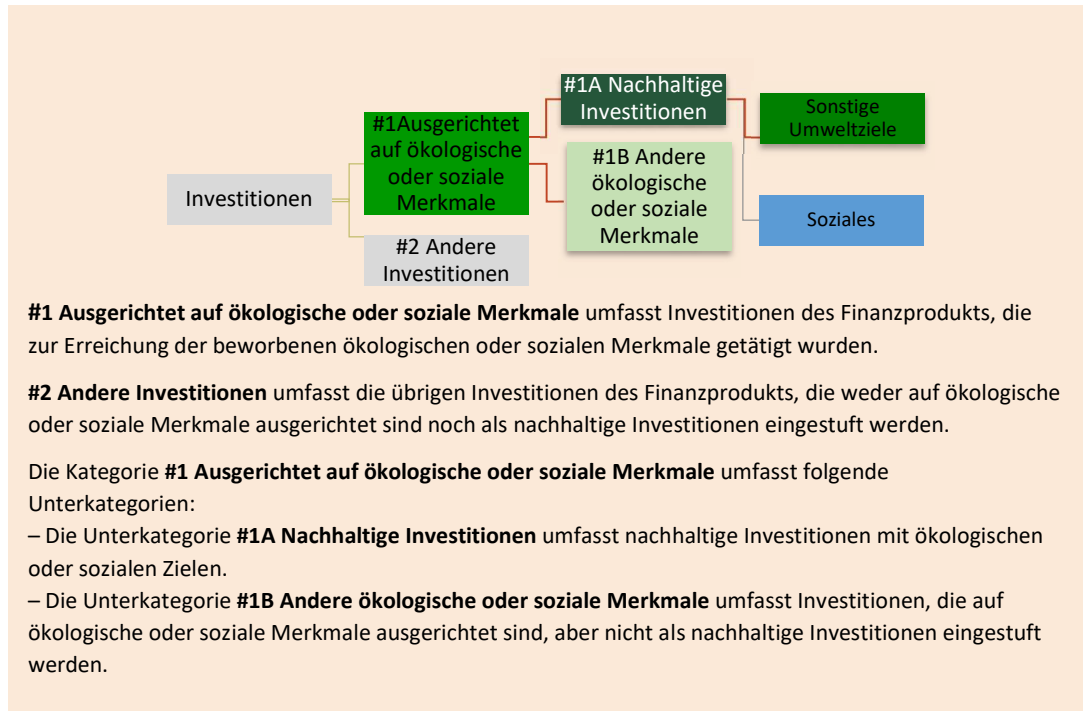 #1A Nachhaltige
Investitionen
Sonstige
Umweltziele
#1Ausgerichtet
auf ökologische
oder soziale
Merkmale
#1B Andere
ökologische
oder soziale
Merkmale
Investitionen
Soziales
#2 Andere
Investitionen
#1 Ausgerichtet auf ökologische oder soziale Merkmale umfasst Investitionen des Finanzprodukts, die
zur Erreichung der beworbenen ökologischen oder sozialen Merkmale getätigt wurden.
#2 Andere Investitionen umfasst die übrigen Investitionen des Finanzprodukts, die weder auf ökologische
oder soziale Merkmale ausgerichtet sind noch als nachhaltige Investitionen eingestuft werden.
Die Kategorie #1 Ausgerichtet auf ökologische oder soziale Merkmale umfasst folgende
Unterkategorien:
– Die Unterkategorie #1A Nachhaltige Investitionen umfasst nachhaltige Investitionen mit ökologischen
oder sozialen Zielen.
– Die Unterkategorie #1B Andere ökologische oder soziale Merkmale umfasst Investitionen, die auf
ökologische oder soziale Merkmale ausgerichtet sind, aber nicht als nachhaltige Investitionen eingestuft
werden.